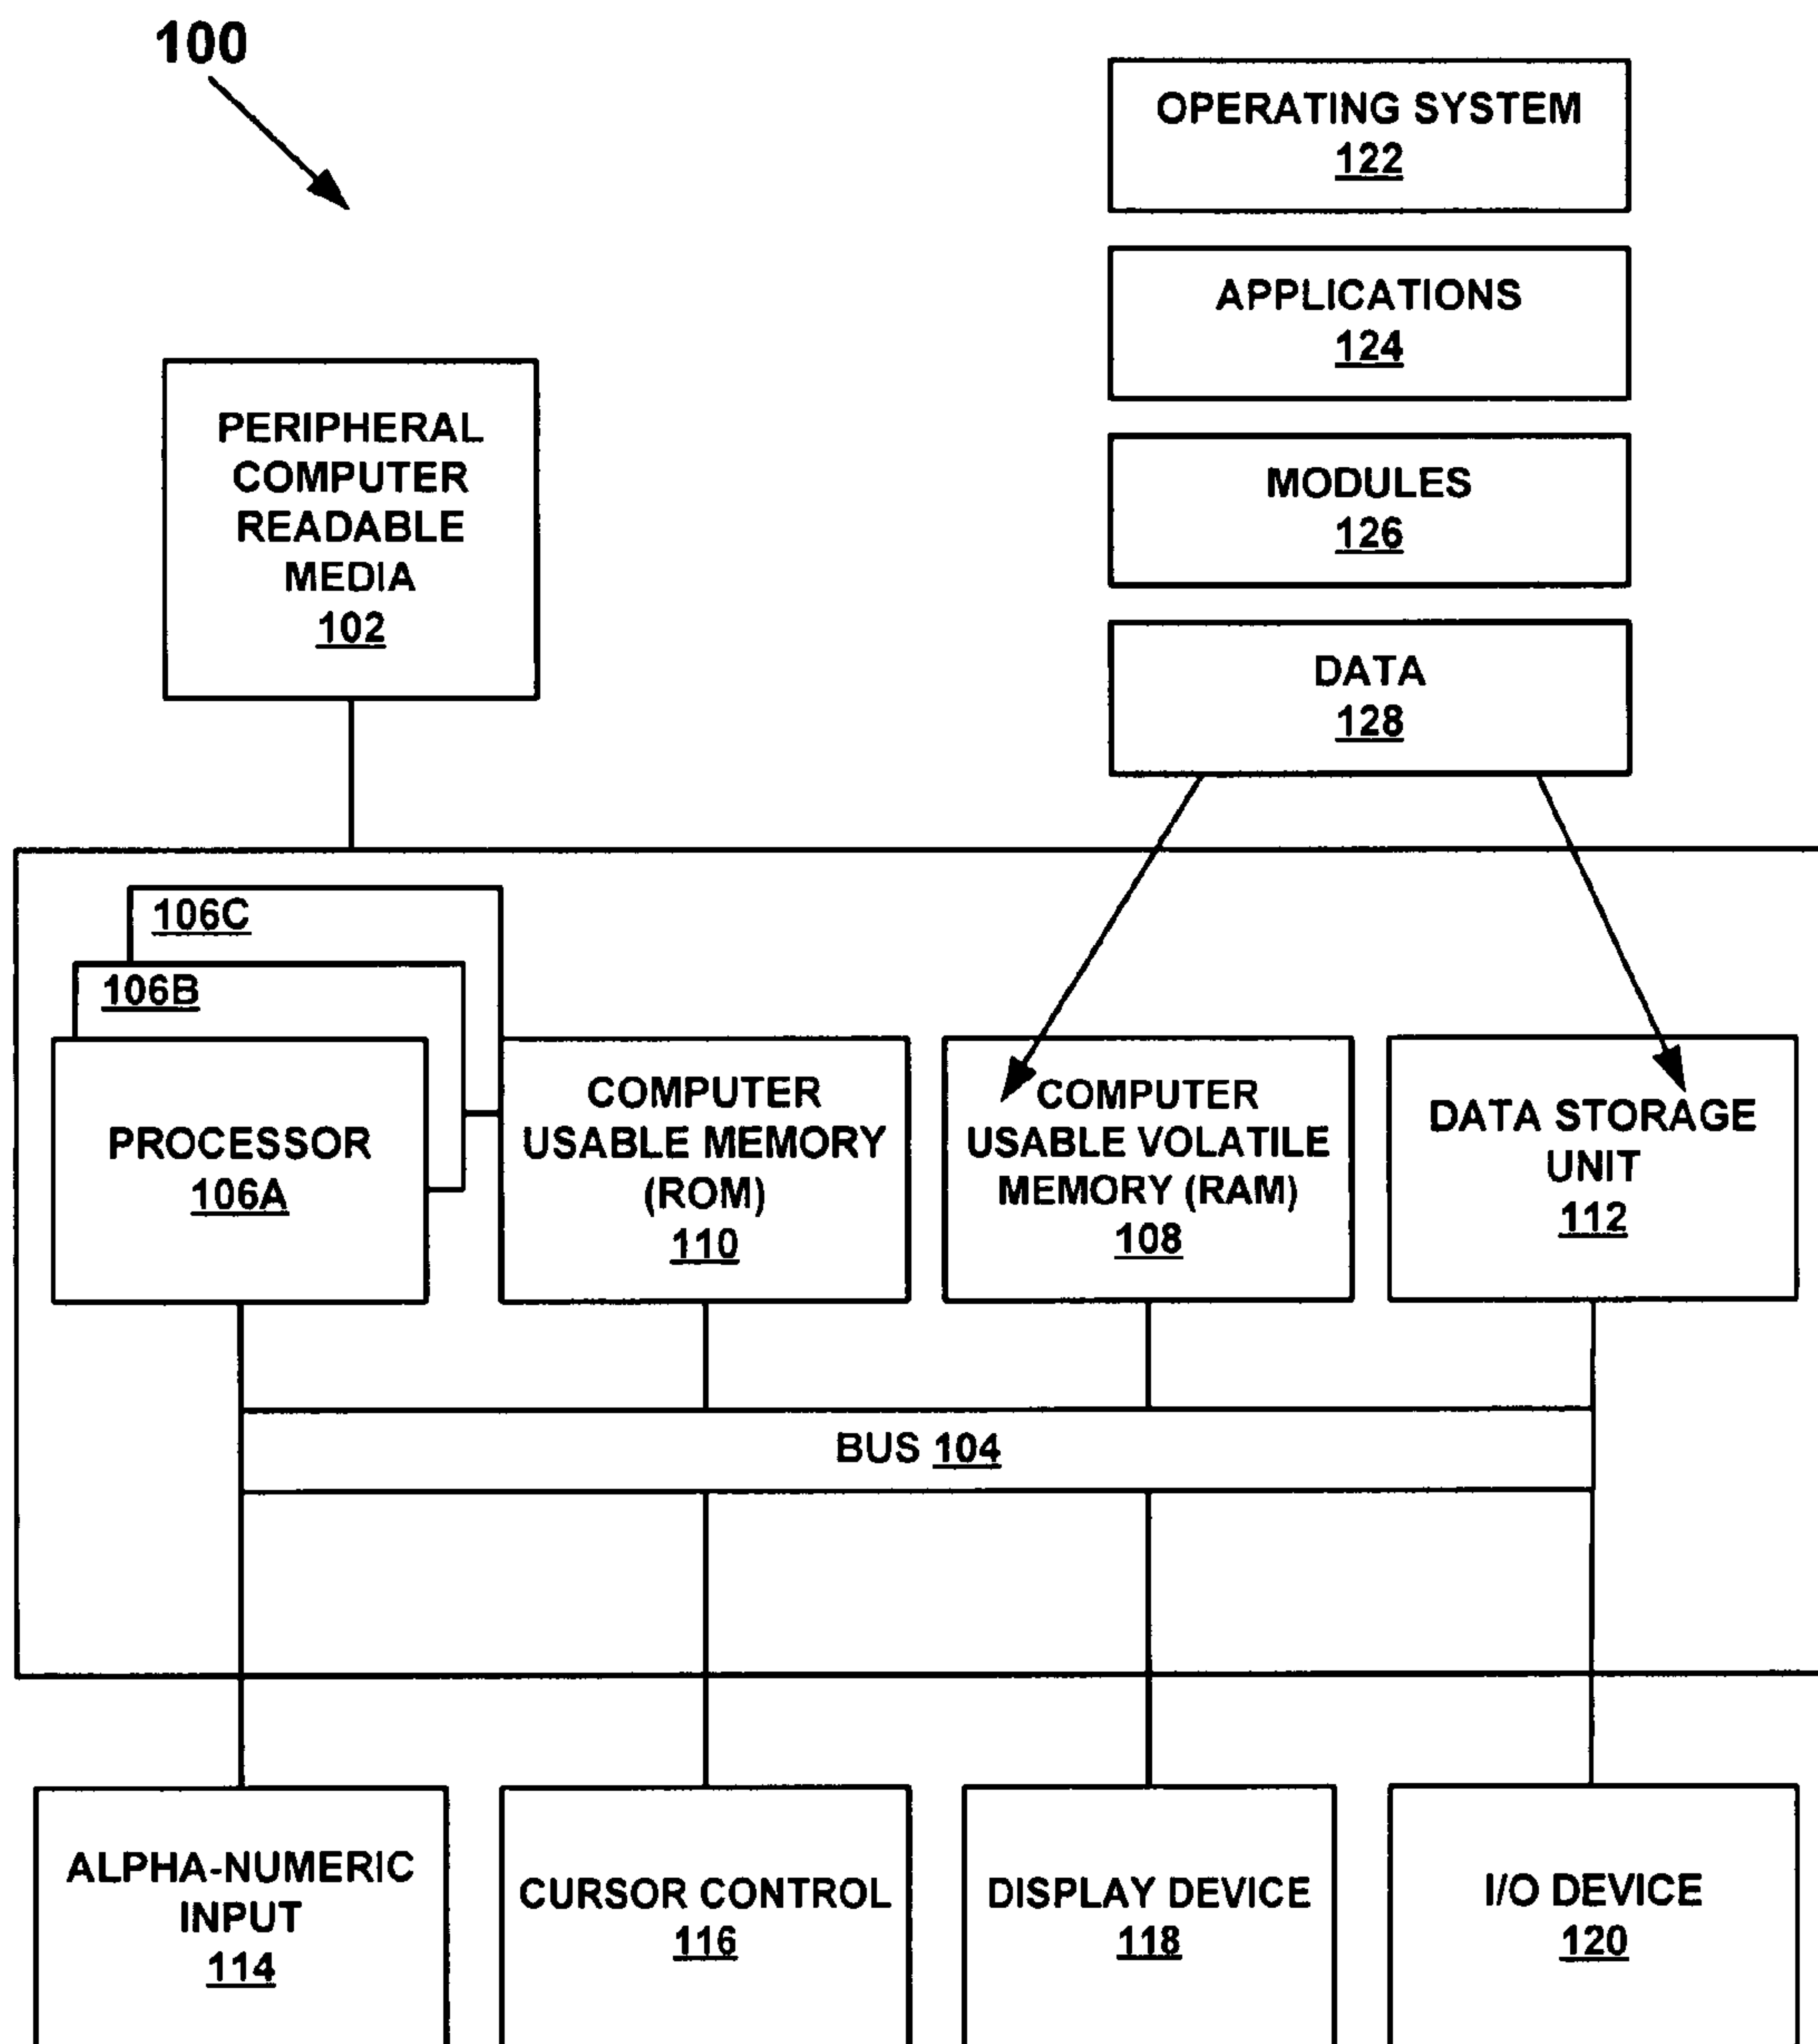 100
OPERATING SYSTEM
122
APPLICATIONS
124
MODULES
126
DATA
128
PERIPHERAL
COMPUTER
READABLE
MEDIA
102
106C
106B
PROCESSOR
106A
COMPUTER
USABLE MEMORY
(ROM)
110
COMPUTER
USABLE VOLATILE
MEMORY (RAM)
108
DATA STORAGE
UNIT
112
BUS 104
ALPHA-NUMERIC
INPUT
114
CURSOR CONTROL
116
DISPLAY DEVICE
118
I/O DEVICE
120